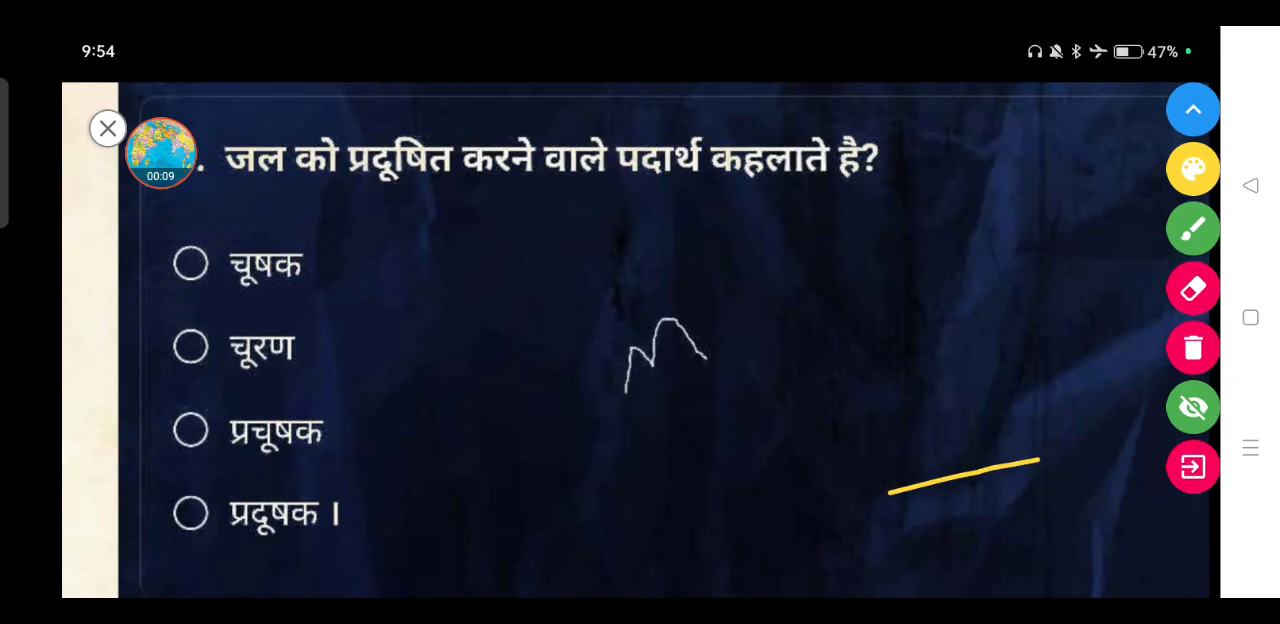 9:54
47%
00:09
. जल को प्रदूषित करने वाले पदार्थ कहलाते है?
चूषक
चूरण
प्रचूषक
प्रदूषक ।